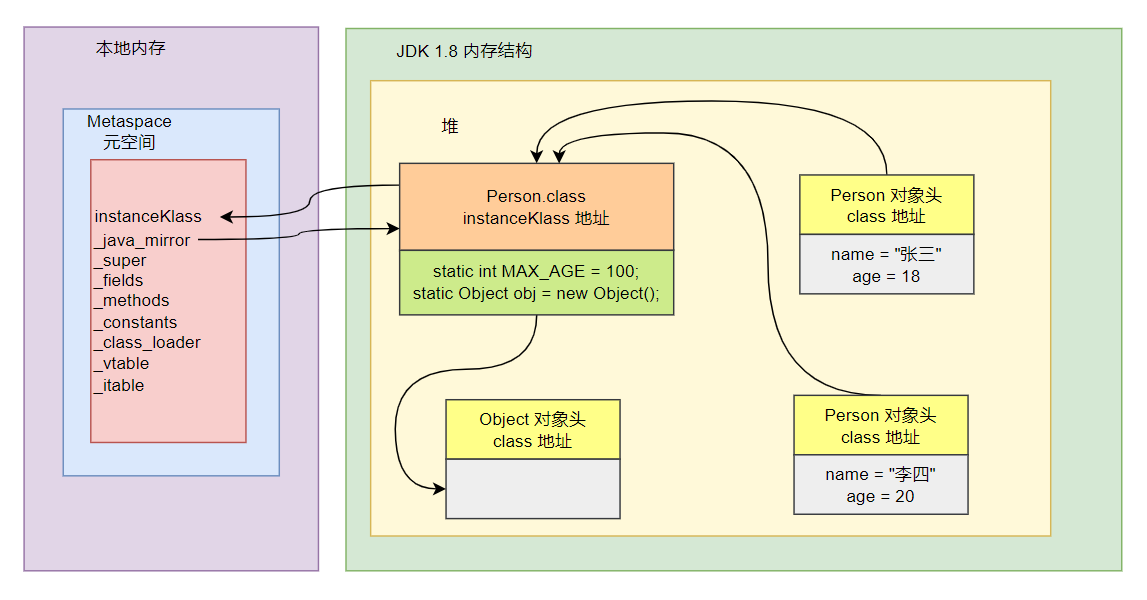 本地内存
Metaspace
元空间
instanceKlass
_java_mirror
_super
_fields
_methods
_constants
_class_loader
_vtable
_itable
JDK 1.8 内存结构
堆
Person.class
instanceKlass 地址
static int MAX_AGE = 100;
static Object obj = new Object();
Person 对象头
class 地址
name = "张三"
age = 18
Object 对象头
class 地址
Person 对象头
class 地址
name = "李四"
age = 20